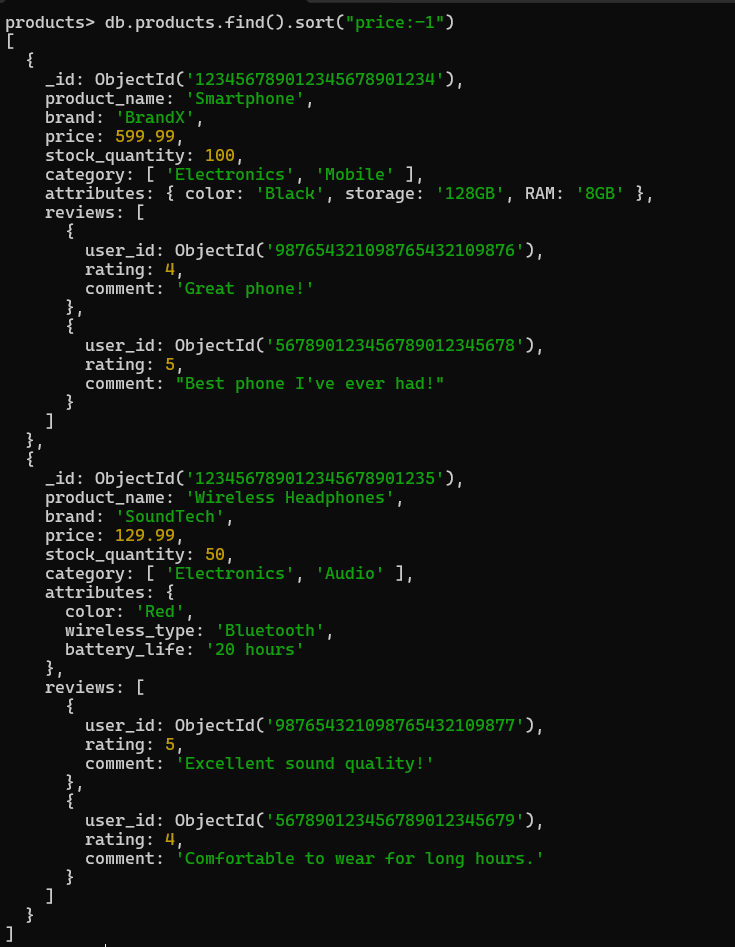 products> db.products.find().sort("price:-1")
[
  {
    _id: ObjectId('123456789012345678901234'),
    product_name: 'Smartphone',
    brand: 'BrandX',
    price: 599.99,
    stock_quantity: 100,
    category: [ 'Electronics', 'Mobile' ],
    attributes: { color: 'Black', storage: '128GB', RAM: '8GB' },
    reviews: [
      {
        user_id: ObjectId('987654321098765432109876'),
        rating: 4,
        comment: 'Great phone!'
      },
      {
        user_id: ObjectId('567890123456789012345678'),
        rating: 5,
        comment: "Best phone I've ever had!"
      }
    ]
  },
  {
    _id: ObjectId('123456789012345678901235'),
    product_name: 'Wireless Headphones',
    brand: 'SoundTech',
    price: 129.99,
    stock_quantity: 50,
    category: [ 'Electronics', 'Audio' ],
    attributes: {
      color: 'Red',
      wireless_type: 'Bluetooth',
      battery_life: '20 hours'
    },
    reviews: [
      {
        user_id: ObjectId('987654321098765432109877'),
        rating: 5,
        comment: 'Excellent sound quality!'
      },
      {
        user_id: ObjectId('567890123456789012345679'),
        rating: 4,
        comment: 'Comfortable to wear for long hours.'
      }
    ]
  }
]